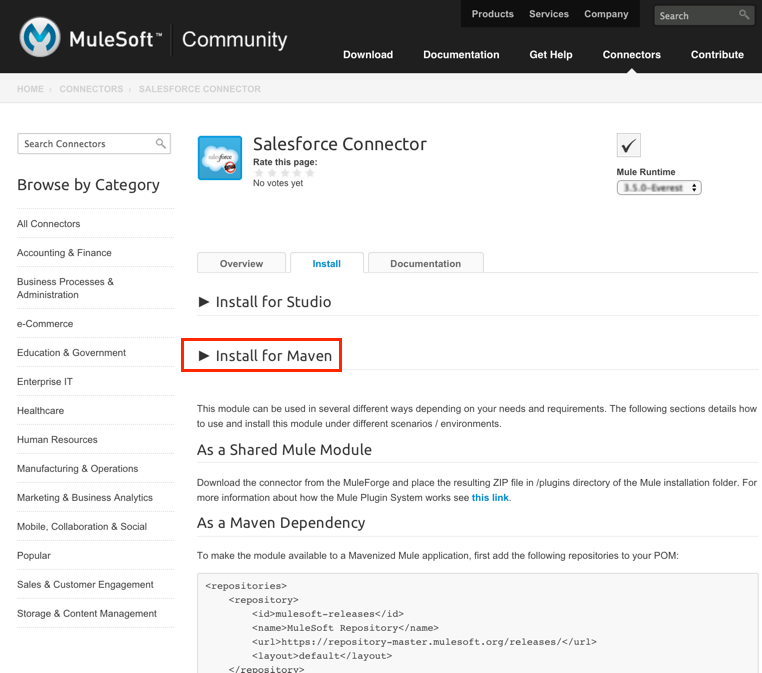 Products Services Company
Search
MuleSoft™ Community
Download Documentation Get Help Connectors Contribute
HOME › CONNECTORS › SALESFORCE CONNECTOR
Search Connectors
Browse by Category
All Connectors
Accounting & Finance
Business Processes &
Administration
e-Commerce
Education & Government
Enterprise IT
Healthcare
Human Resources
Manufacturing & Operations
Marketing & Business Analytics
Mobile, Collaboration & Social
Popular
Sales & Customer Engagement
Storage & Content Management
salesforce
Salesforce Connector
Rate this page:
No votes yet
Mule Runtime
3.5.0-Everest
Overview Install Documentation
► Install for Studio
► Install for Maven
This module can be used in several different ways depending on your needs and requirements. The following sections details how
to use and install this module under different scenarios / environments.
As a Shared Mule Module
Download the connector from the MuleForge and place the resulting ZIP file in /plugins directory of the Mule installation folder. For
more information about how the Mule Plugin System works see this link.
As a Maven Dependency
To make the module available to a Mavenized Mule application, first add the following repositories to your POM:
<repositories>
<repository>
<id>mulesoft-releases</id>
<name>MuleSoft Repository</name>
<url>https://repository-master.mulesoft.org/releases/</url>
<layout>default</layout>
</repository>